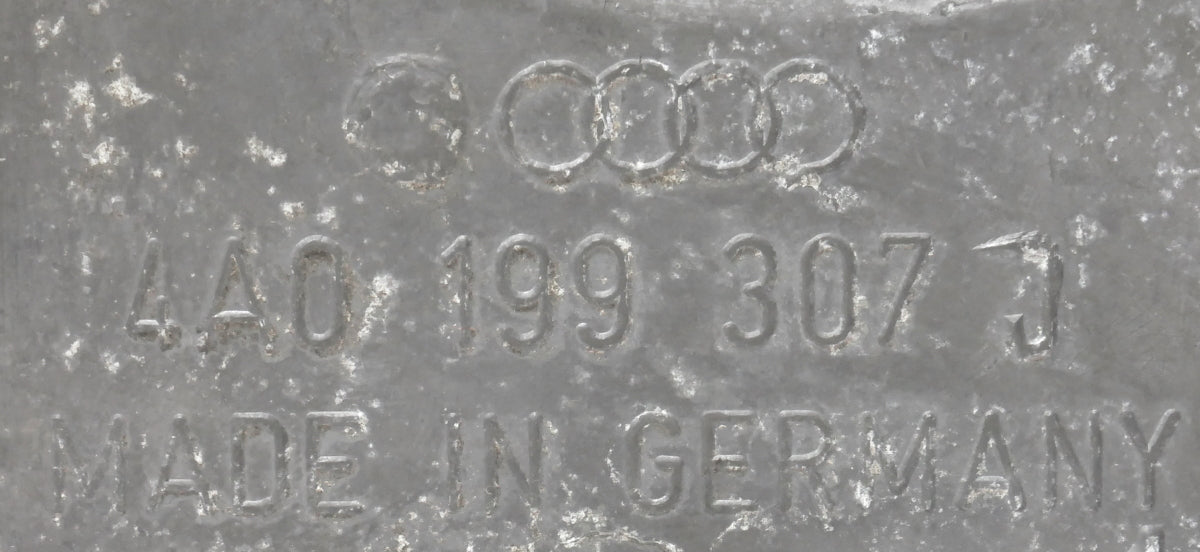 4A0 199 307 J
MADE IN GERMANY